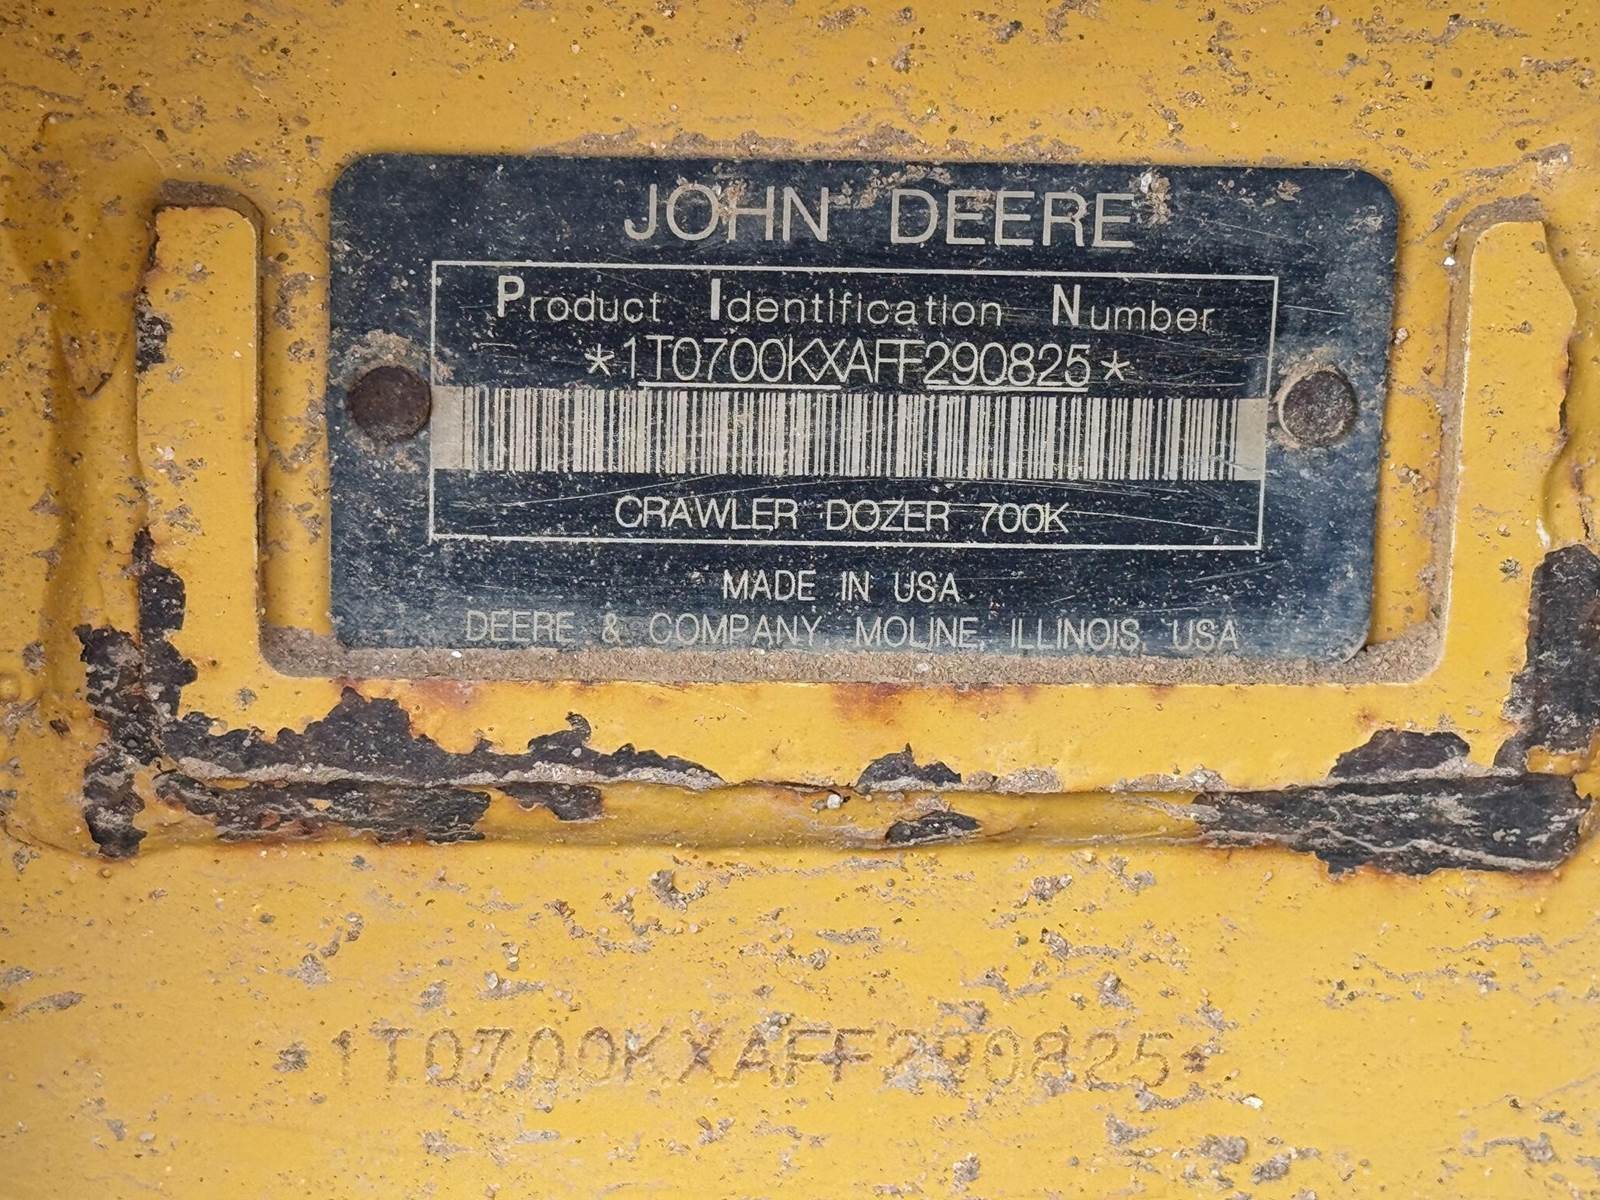 JOHN DEERE
Product Identification Number
*1T0700KXAFF290825*
CRAWLER DOZER 700K
MADE IN USA
DEERE & COMPANY MOLINE, ILLINOIS, USA
*1T0700KXAFF290825*